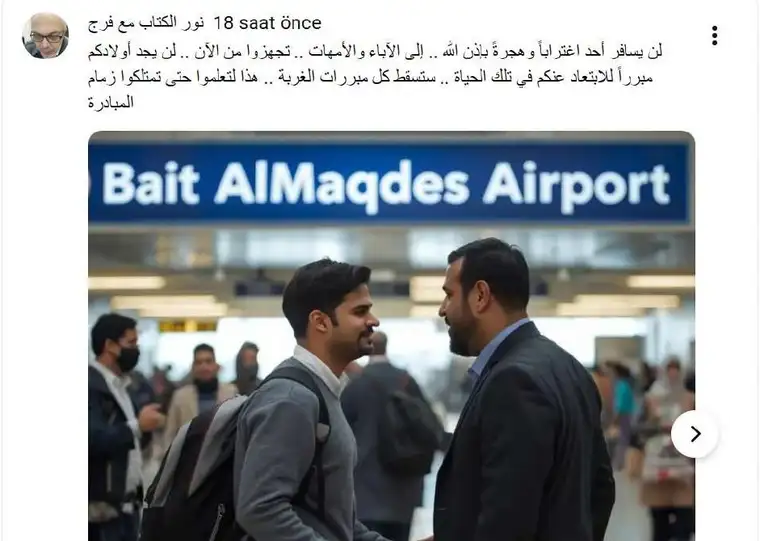 نور الكتاب مع فرج 18 saat önce
لن يسافر أحد اغتراباً وهجرةً بإذن الله .. إلى الآباء والأمهات .. تجهزوا من الآن .. لن يجد أولادكم
مبرراً للابتعاد عنكم في تلك الحياة .. ستسقط كل مبررات الغربة .. هذا لتعلموا حتى تمتلكوا زمام
المبادرة
Bait AlMaqdes Airport